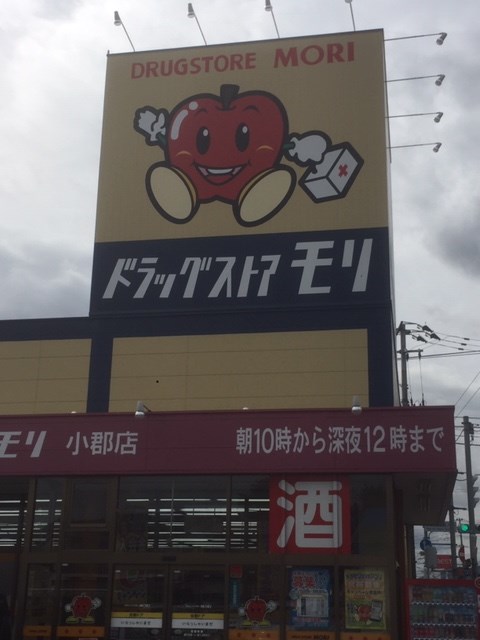 DRUGSTORE MORI
ドラッグストア モリ
モリ 小郡店 朝10時から深夜12時まで
酒